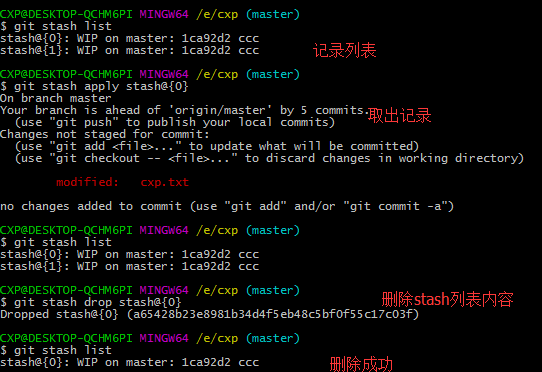 CXP@DESKTOP-QCHM6PI MINGW64 /e/cxp (master)
$ git stash list
stash@{0}: WIP on master: 1ca92d2 ccc
stash@{1}: WIP on master: 1ca92d2 ccc
记录列表
CXP@DESKTOP-QCHM6PI MINGW64 /e/cxp (master)
$ git stash apply stash@{0}
On branch master
Your branch is ahead of 'origin/master' by 5 commits.
取出记录
(use "git push" to publish your local commits)
Changes not staged for commit:
(use "git add <file>..." to update what will be committed)
(use "git checkout -- <file>..." to discard changes in working directory)
modified: cxp.txt
no changes added to commit (use "git add" and/or "git commit -a")
CXP@DESKTOP-QCHM6PI MINGW64 /e/cxp (master)
$ git stash list
stash@{0}: WIP on master: 1ca92d2 ccc
stash@{1}: WIP on master: 1ca92d2 ccc
CXP@DESKTOP-QCHM6PI MINGW64 /e/cxp (master)
$ git stash drop stash@{0}
删除stash列表内容
Dropped stash@{0} (a65428b23e8981b34d4f5eb48c5bf0f55c17c03f)
CXP@DESKTOP-QCHM6PI MINGW64 /e/cxp (master)
$ git stash list
stash@{0}: WIP on master: 1ca92d2 ccc
删除成功